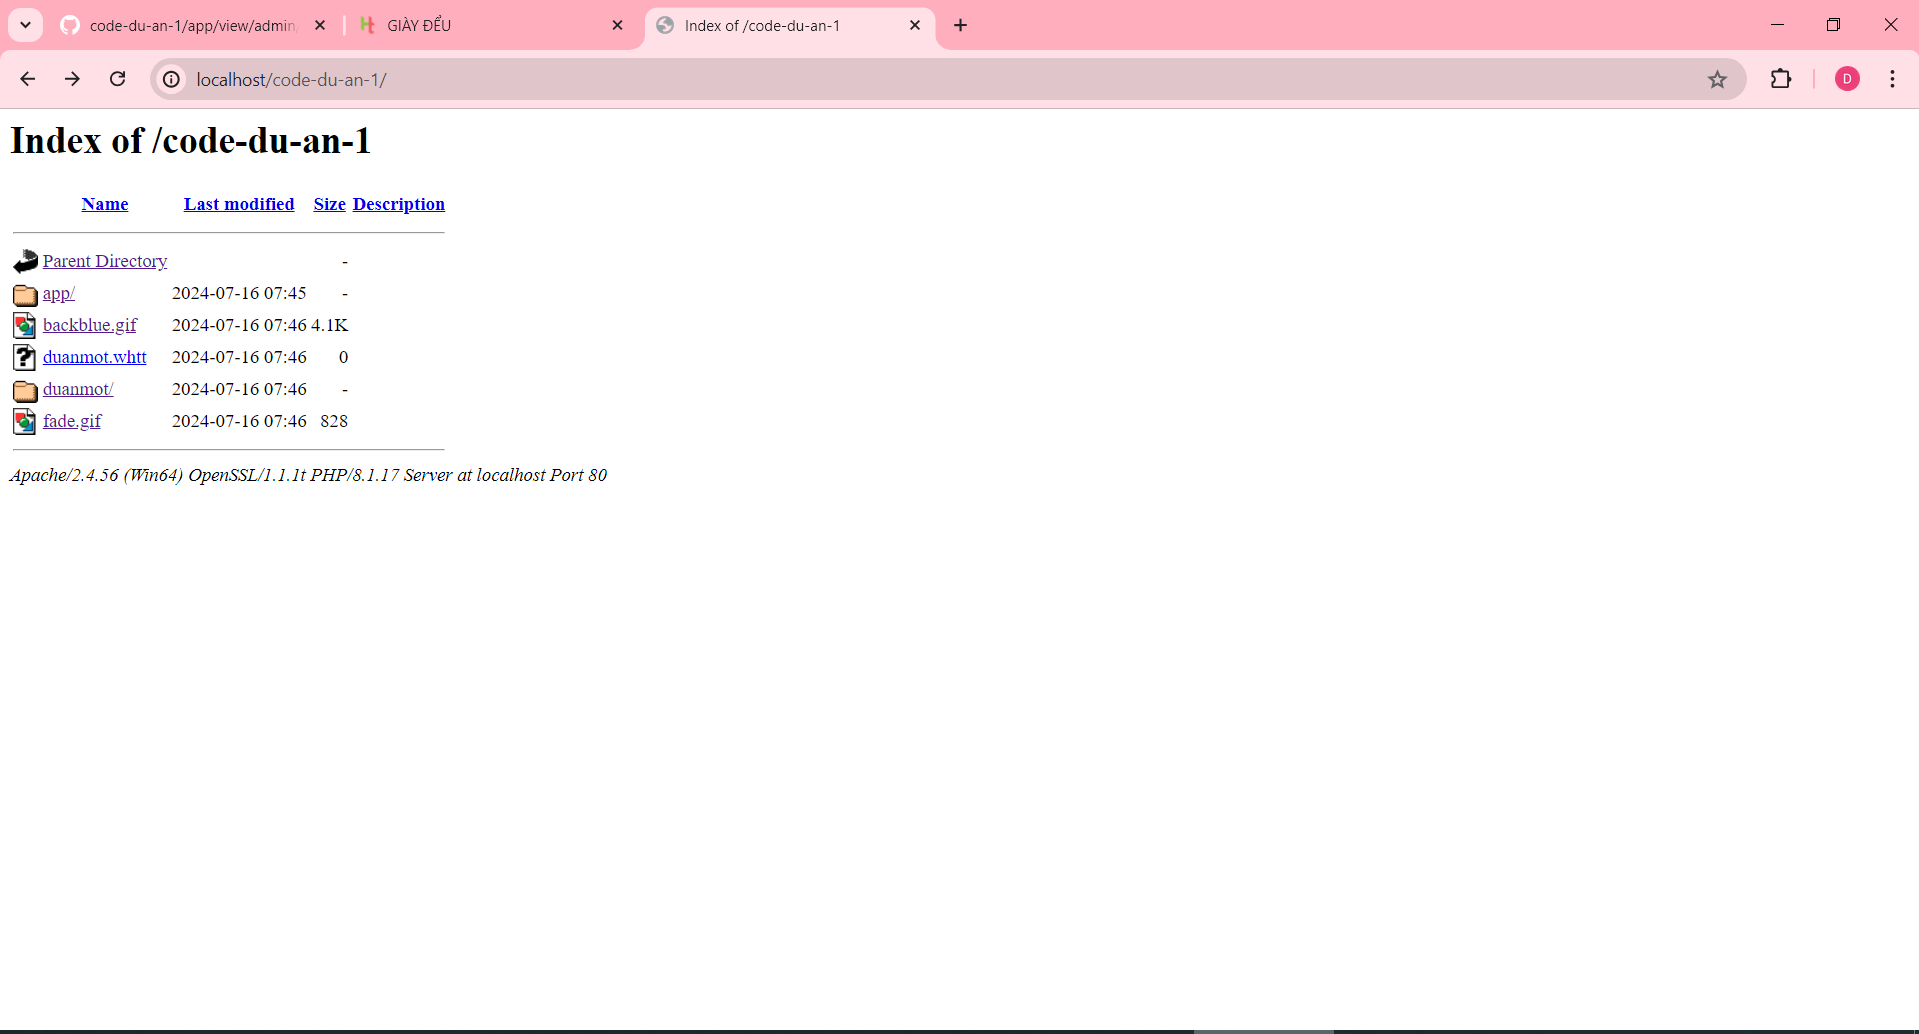 code-du-an-1/app/view/admin
GIÀY ĐỂU
Index of /code-du-an-1
localhost/code-du-an-1/
D
Index of /code-du-an-1
Name Last modified Size Description
Parent Directory -
app/ 2024-07-16 07:45 -
backblue.gif 2024-07-16 07:46 4.1K
duanmot.whtt 2024-07-16 07:46 0
duanmot/ 2024-07-16 07:46 -
fade.gif 2024-07-16 07:46 828
Apache/2.4.56 (Win64) OpenSSL/1.1.1t PHP/8.1.17 Server at localhost Port 80